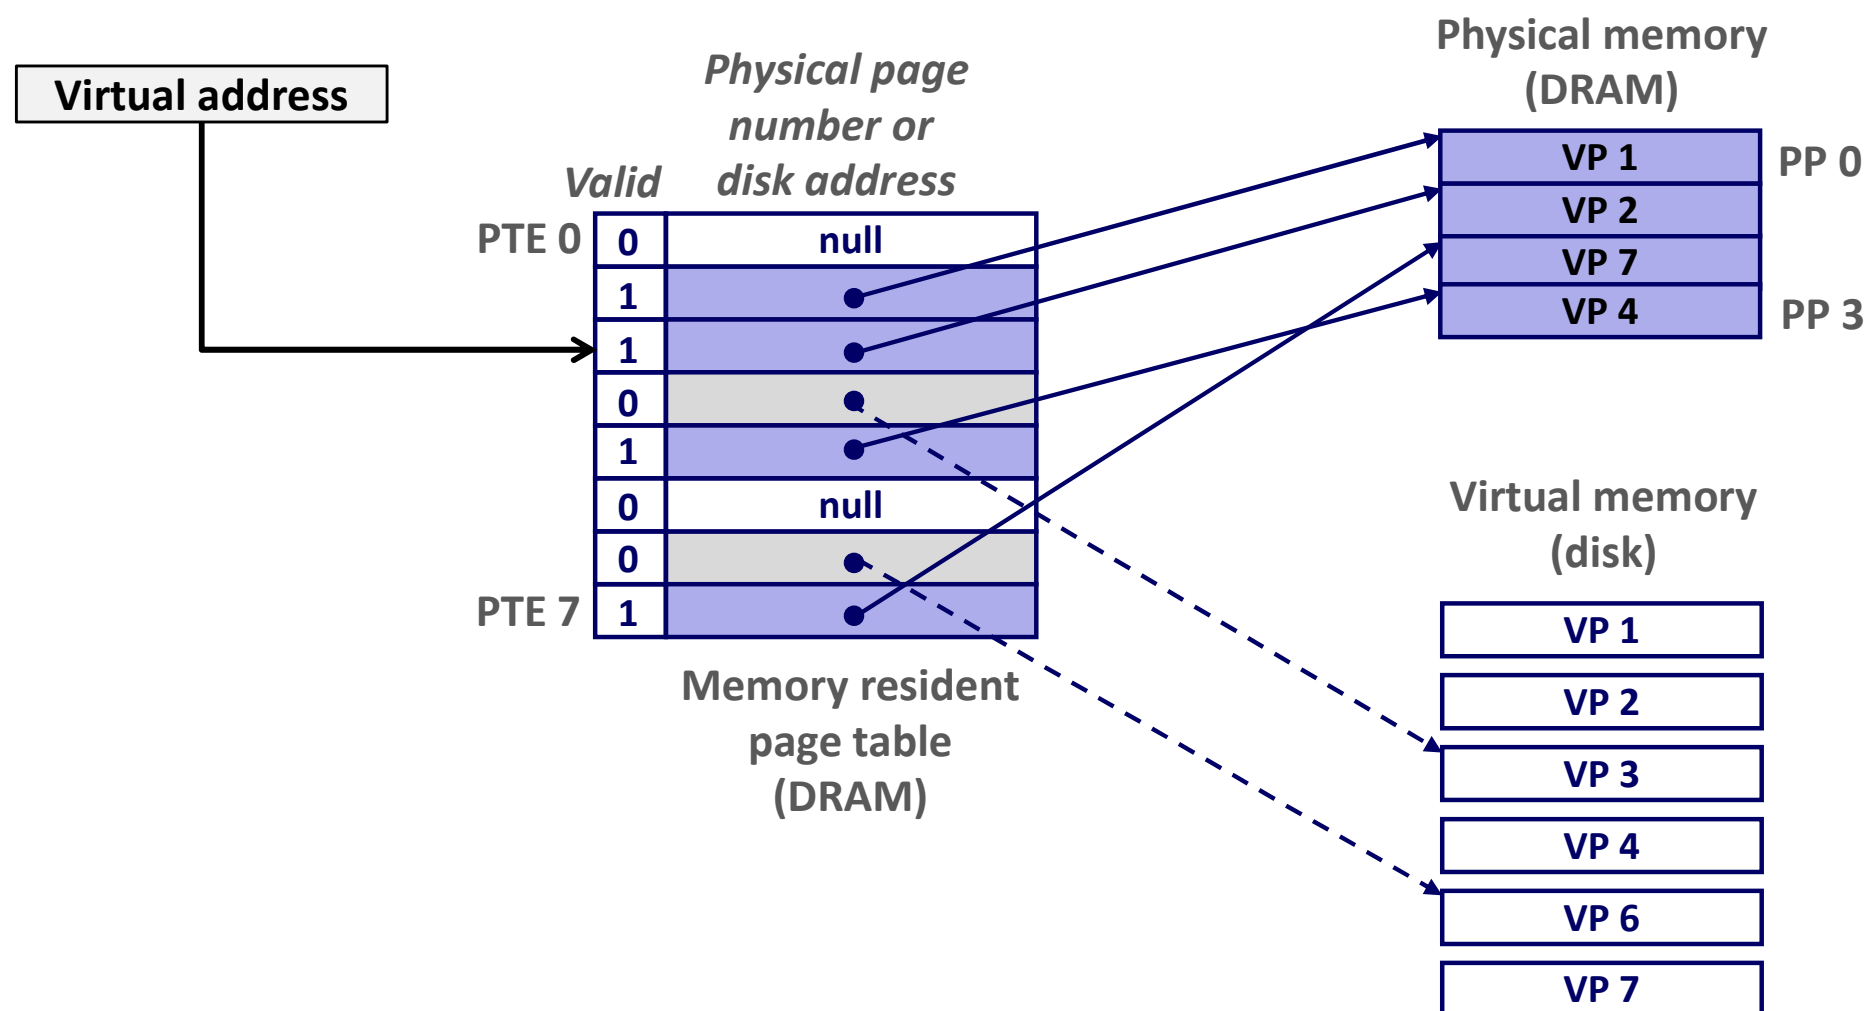 Virtual address
Physical page
number or
disk address
Valid
PTE 0
0
null
1
1
0
1
0
null
0
PTE 7
1
Memory resident
page table
(DRAM)
Physical memory
(DRAM)
VP 1
PP 0
VP 2
VP 7
VP 4
PP 3
Virtual memory
(disk)
VP 1
VP 2
VP 3
VP 4
VP 6
VP 7